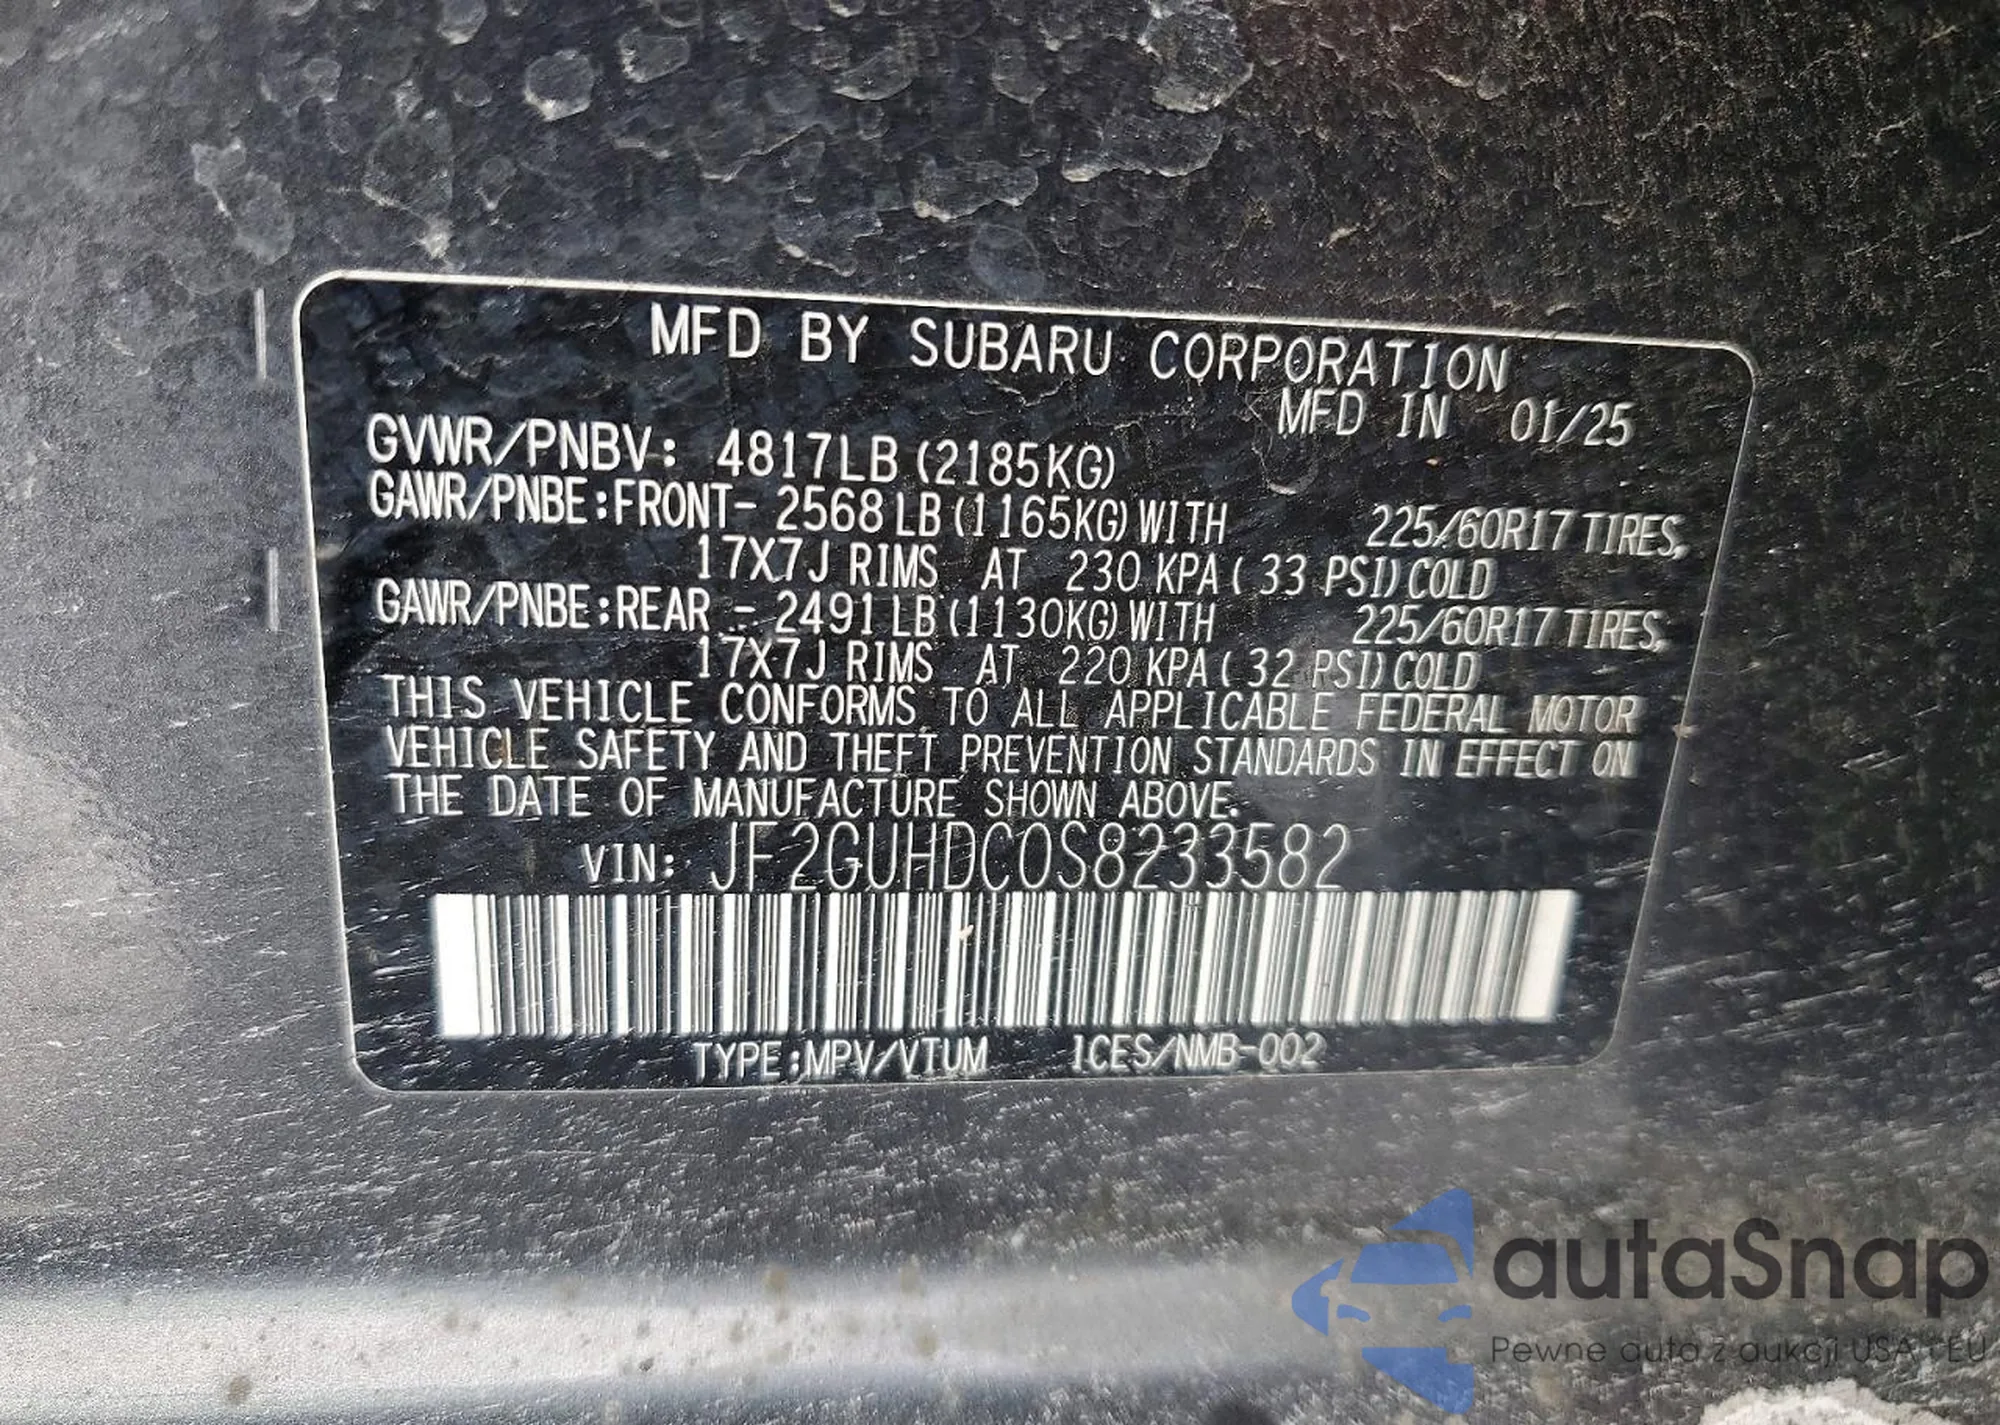 MFD BY SUBARU CORPORATION
MFD IN 01/25
GVWR/PNBV: 4817LB (2185KG)
GAWR/PNBE:FRONT- 2568LB (1165KG) WITH 225/60R17 TIRES,
17X7J RIMS AT 230 KPA ( 33 PSI) COLD
GAWR/PNBE:REAR - 2491LB (1130KG) WITH 225/60R17 TIRES,
17X7J RIMS AT 220 KPA ( 32 PSI) COLD
THIS VEHICLE CONFORMS TO ALL APPLICABLE FEDERAL MOTOR
VEHICLE SAFETY AND THEFT PREVENTION STANDARDS IN EFFECT ON
THE DATE OF MANUFACTURE SHOWN ABOVE.
VIN: JF2GUHDC0S8233582
TYPE:MPV/VTUM ICES/NMB-002
autaSnap
Pewne auta z aukcji USA i EU